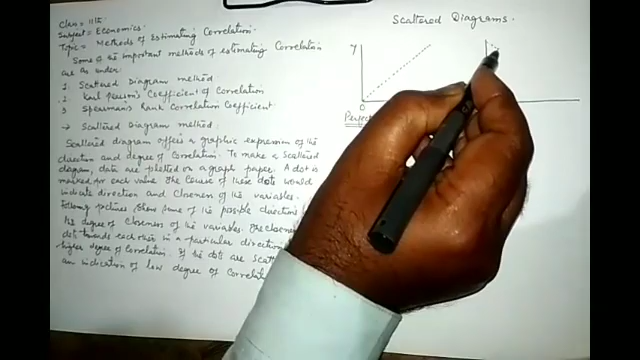 Class = 11th.
Subject = Economics.
Topic = Methods of Estimating Correlation.
Some of the important methods of estimating Correlation
are as under:
1. Scattered Diagram method
2 Karl Person's Coefficient of Correlation
3 Spearman's Rank Correlation Coefficient
→ Scattered Diagram method:
Scattered diagram offers a graphic expression of the
direction and degree of Correlation. To make a Scattered
diagram, data are plotted on a graph paper. A dot is
marked for each value. The course of these dots would
indicate direction and closeness of the variables.
following pictures show some of the possible directions
the degree of closeness of the variables. The closer
dots towards each other in a particular direction
higher degree of Correlation. If the dots are scatt
an indication of low degree of Correlat
Scattered Diagrams.
Y
O
Perfec